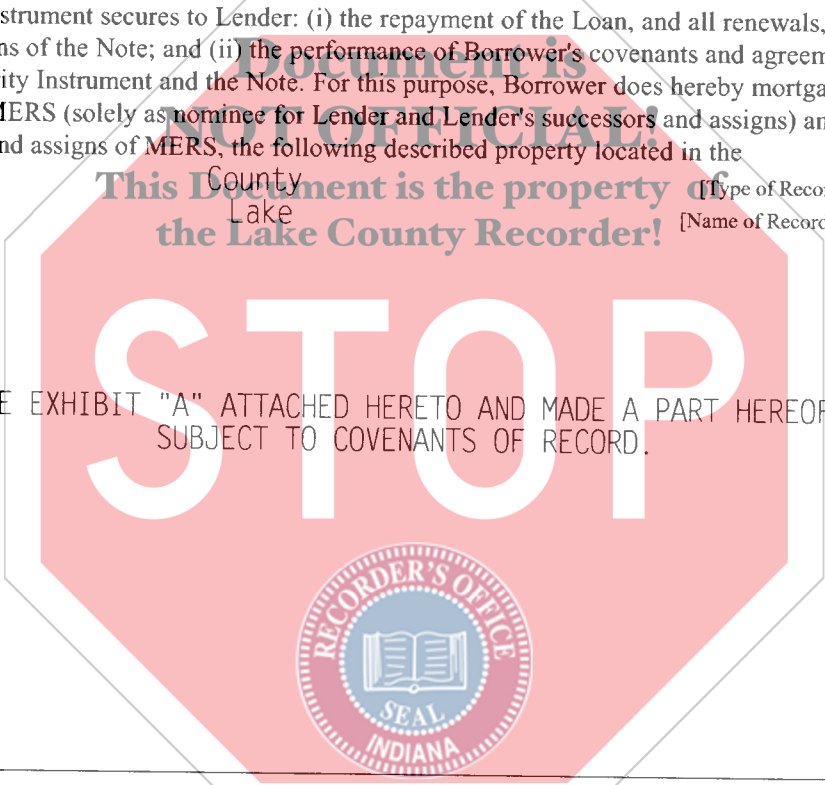 strument secures to Lender: (i) the repayment of the Loan, and all renewals,
ns of the Note; and (ii) the performance of Borrower's covenants and agreem
ity Instrument and the Note. For this purpose, Borrower does hereby mortga
MERS (solely as nominee for Lender and Lender's successors and assigns) an
nd assigns of MERS, the following described property located in the
County [Type of Recor
Lake [Name of Record
Document is
NOT OFFICIAL!
This Document is the property of
the Lake County Recorder!
STOP
E EXHIBIT "A" ATTACHED HERETO AND MADE A PART HEREOF
SUBJECT TO COVENANTS OF RECORD.
RECORDER'S OFFICE
SEAL
INDIANA